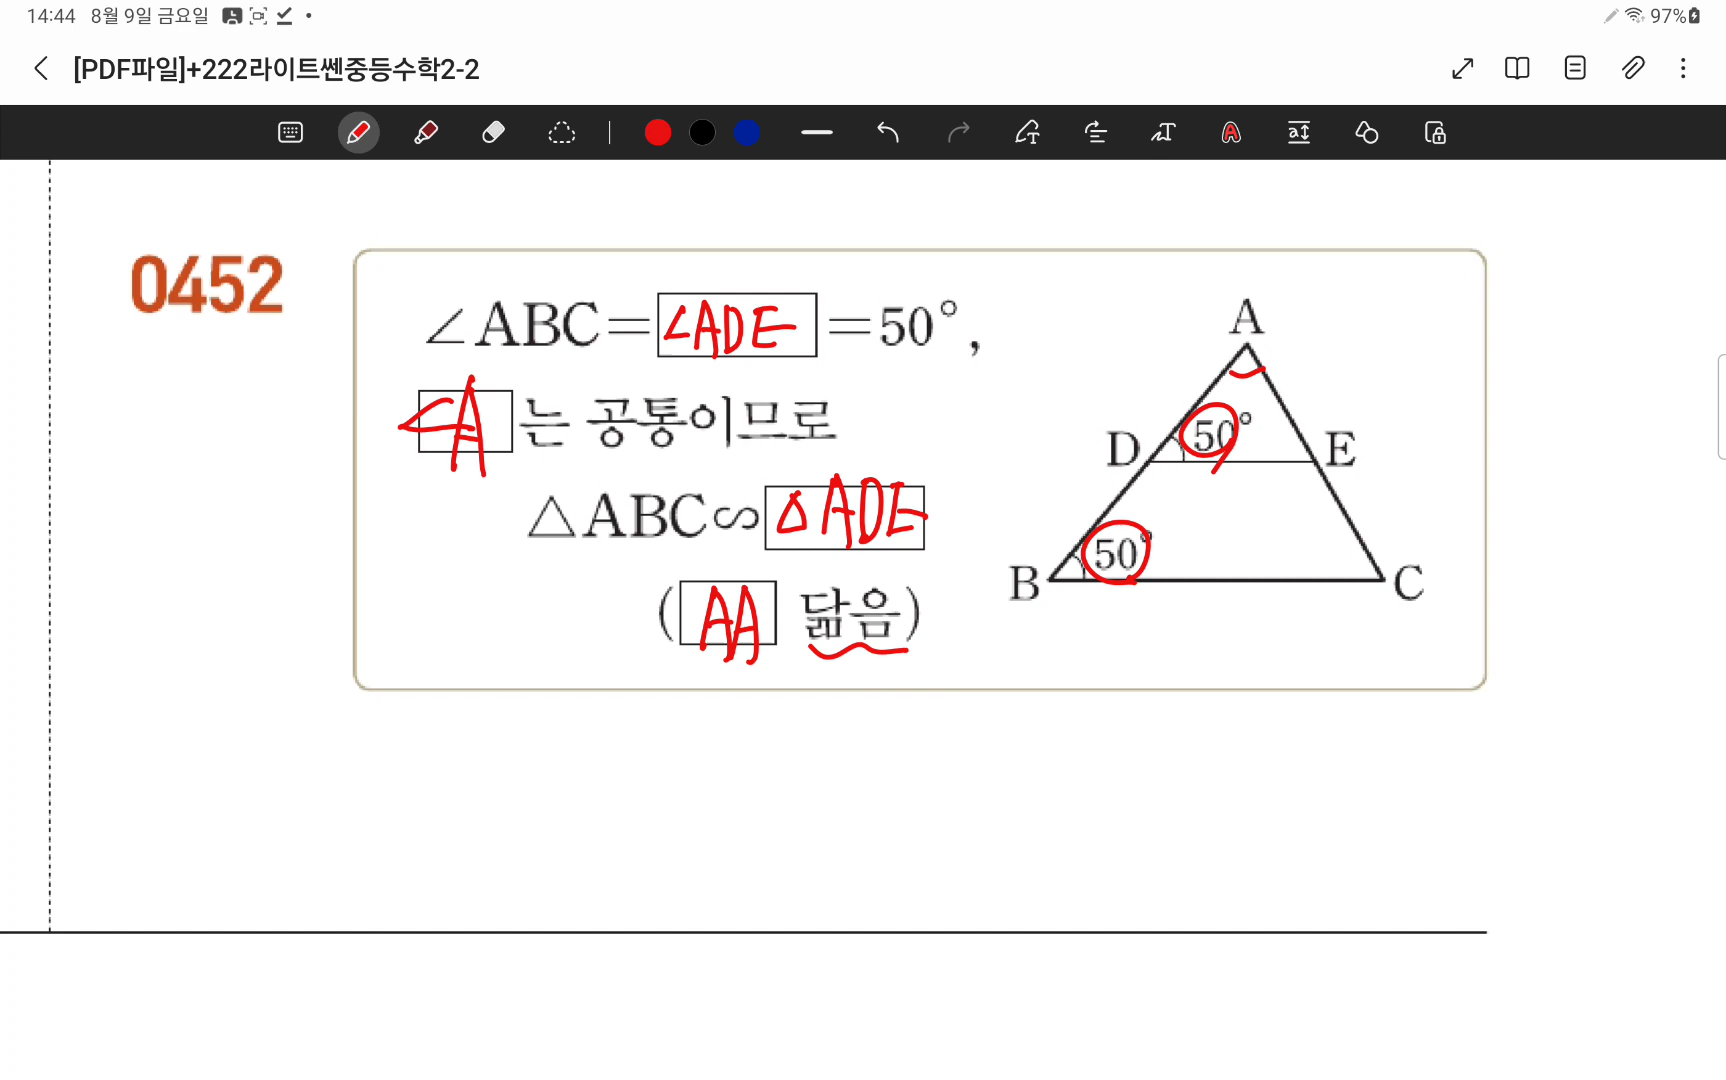 14:44 8월 9일 금요일 97%
[PDF파일]+222라이트쎈중등수학2-2
0452
∠ABC=∠ADE=50°,
∠A는 공통이므로
△ABC∽△ADE
(AA 닮음)
A
D 50° E
B 50° C